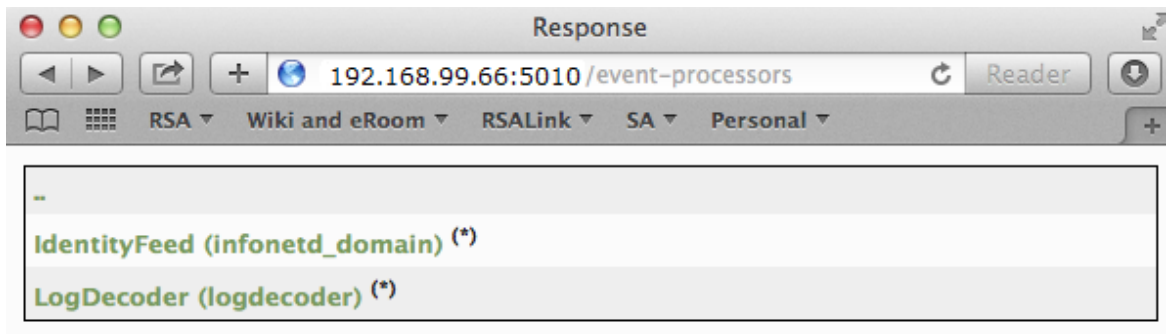 Response
192.168.99.66:5010/event-processors Reader
RSA Wiki and eRoom RSALink SA Personal
--
IdentityFeed (infonetd_domain) (*)
LogDecoder (logdecoder) (*)